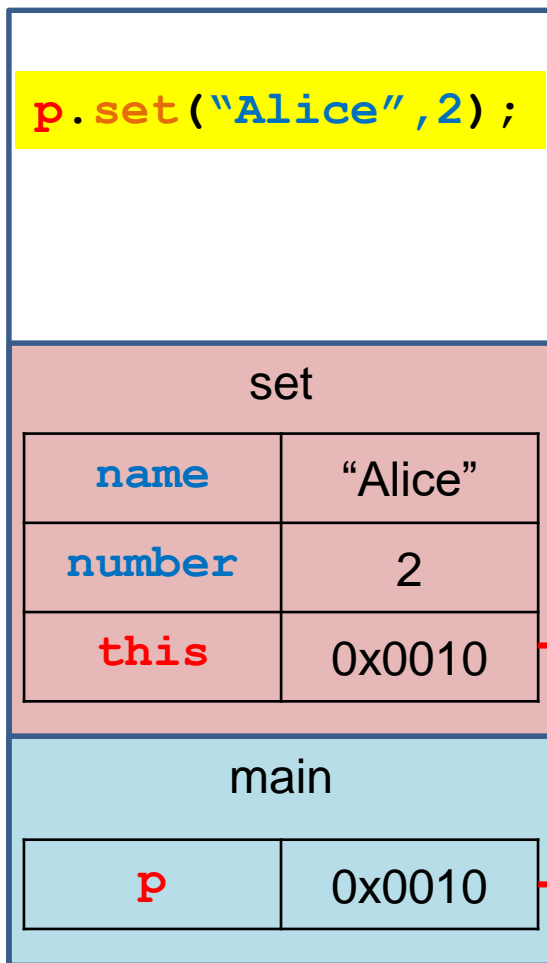 p.set(“Alice”,2);
set
name “Alice”
number 2
this 0x0010
main
p 0x0010